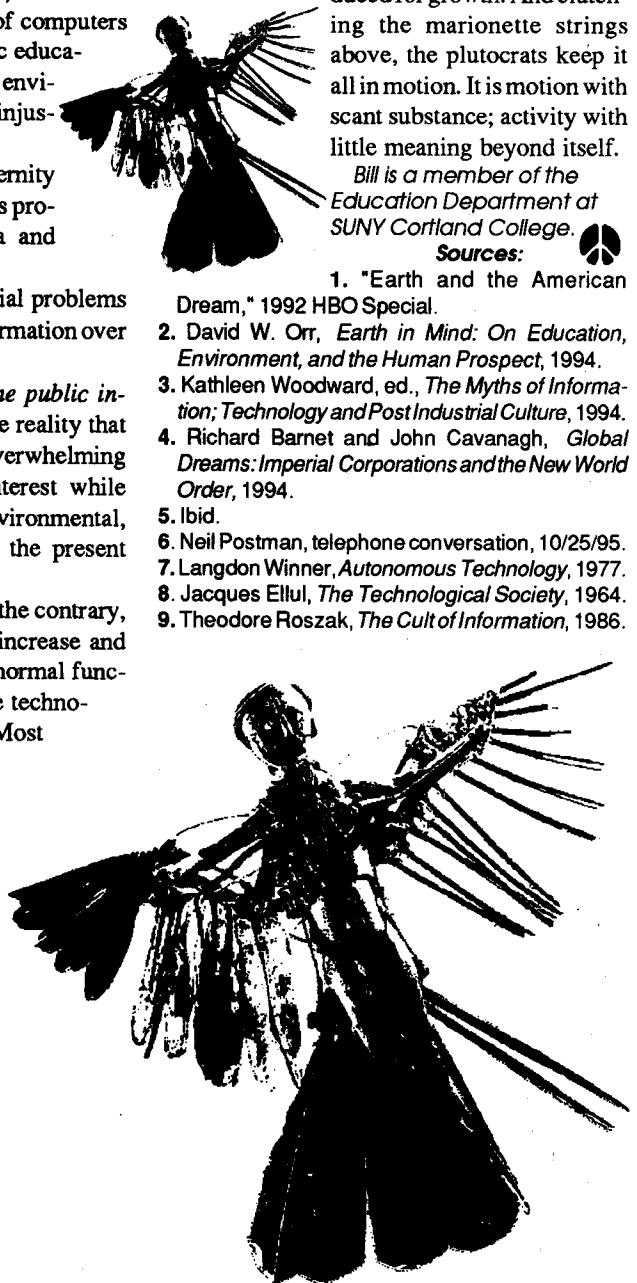 of computers
c educa-
envi-
injus-
ernity
s pro-
a and
ial problems
rmation over
ne public in-
e reality that
verwhelming
terest while
vironmental,
the present
the contrary,
increase and
normal func-
e techno-
Most
duced for growth. And clutch-
ing the marionette strings
above, the plutocrats keep it
all in motion. It is motion with
scant substance; activity with
little meaning beyond itself.
Bill is a member of the
Education Department at
SUNY Cortland College.
Sources:
1. "Earth and the American
Dream," 1992 HBO Special.
2. David W. Orr, Earth in Mind: On Education,
Environment, and the Human Prospect, 1994.
3. Kathleen Woodward, ed., The Myths of Informa-
tion; Technology and Post Industrial Culture, 1994.
4. Richard Barnet and John Cavanagh, Global
Dreams: Imperial Corporations and the New World
Order, 1994.
5. Ibid.
6. Neil Postman, telephone conversation, 10/25/95.
7. Langdon Winner, Autonomous Technology, 1977.
8. Jacques Ellul, The Technological Society, 1964.
9. Theodore Roszak, The Cult of Information, 1986.